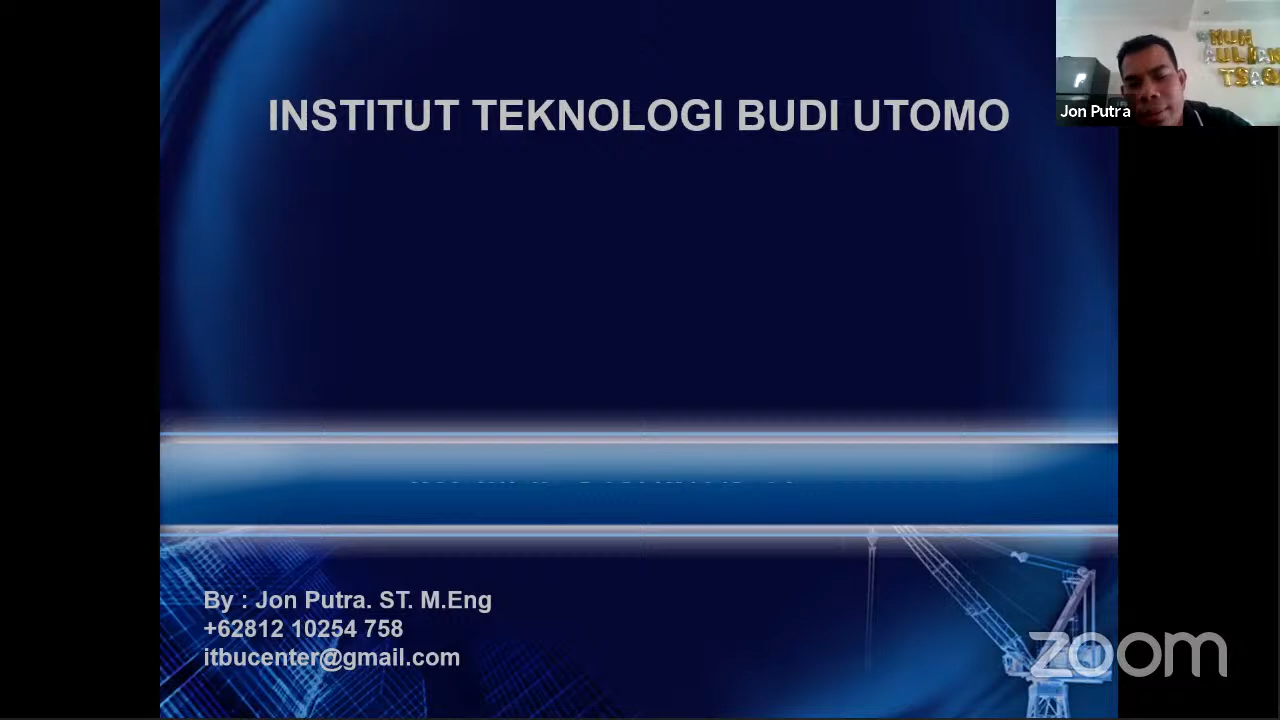 INSTITUT TEKNOLOGI BUDI UTOMO
Jon Putra
By : Jon Putra. ST. M.Eng
+62812 10254 758
itbucenter@gmail.com
zoom